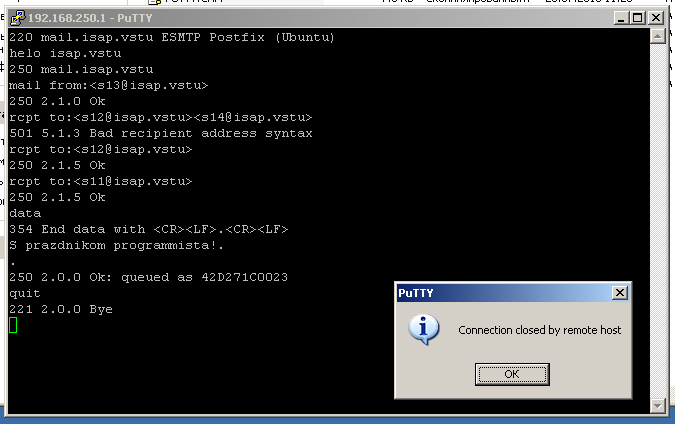 192.168.250.1 - PuTTY
220 mail.isap.vstu ESMTP Postfix (Ubuntu)
helo isap.vstu
250 mail.isap.vstu
mail from:<s13@isap.vstu>
250 2.1.0 Ok
rcpt to:<s12@isap.vstu><s14@isap.vstu>
501 5.1.3 Bad recipient address syntax
rcpt to:<s12@isap.vstu>
250 2.1.5 Ok
rcpt to:<s11@isap.vstu>
250 2.1.5 Ok
data
354 End data with <CR><LF>.<CR><LF>
S prazdnikom programmista!.
.
250 2.0.0 Ok: queued as 42D271C0023
quit
221 2.0.0 Bye
PuTTY
Connection closed by remote host
OK